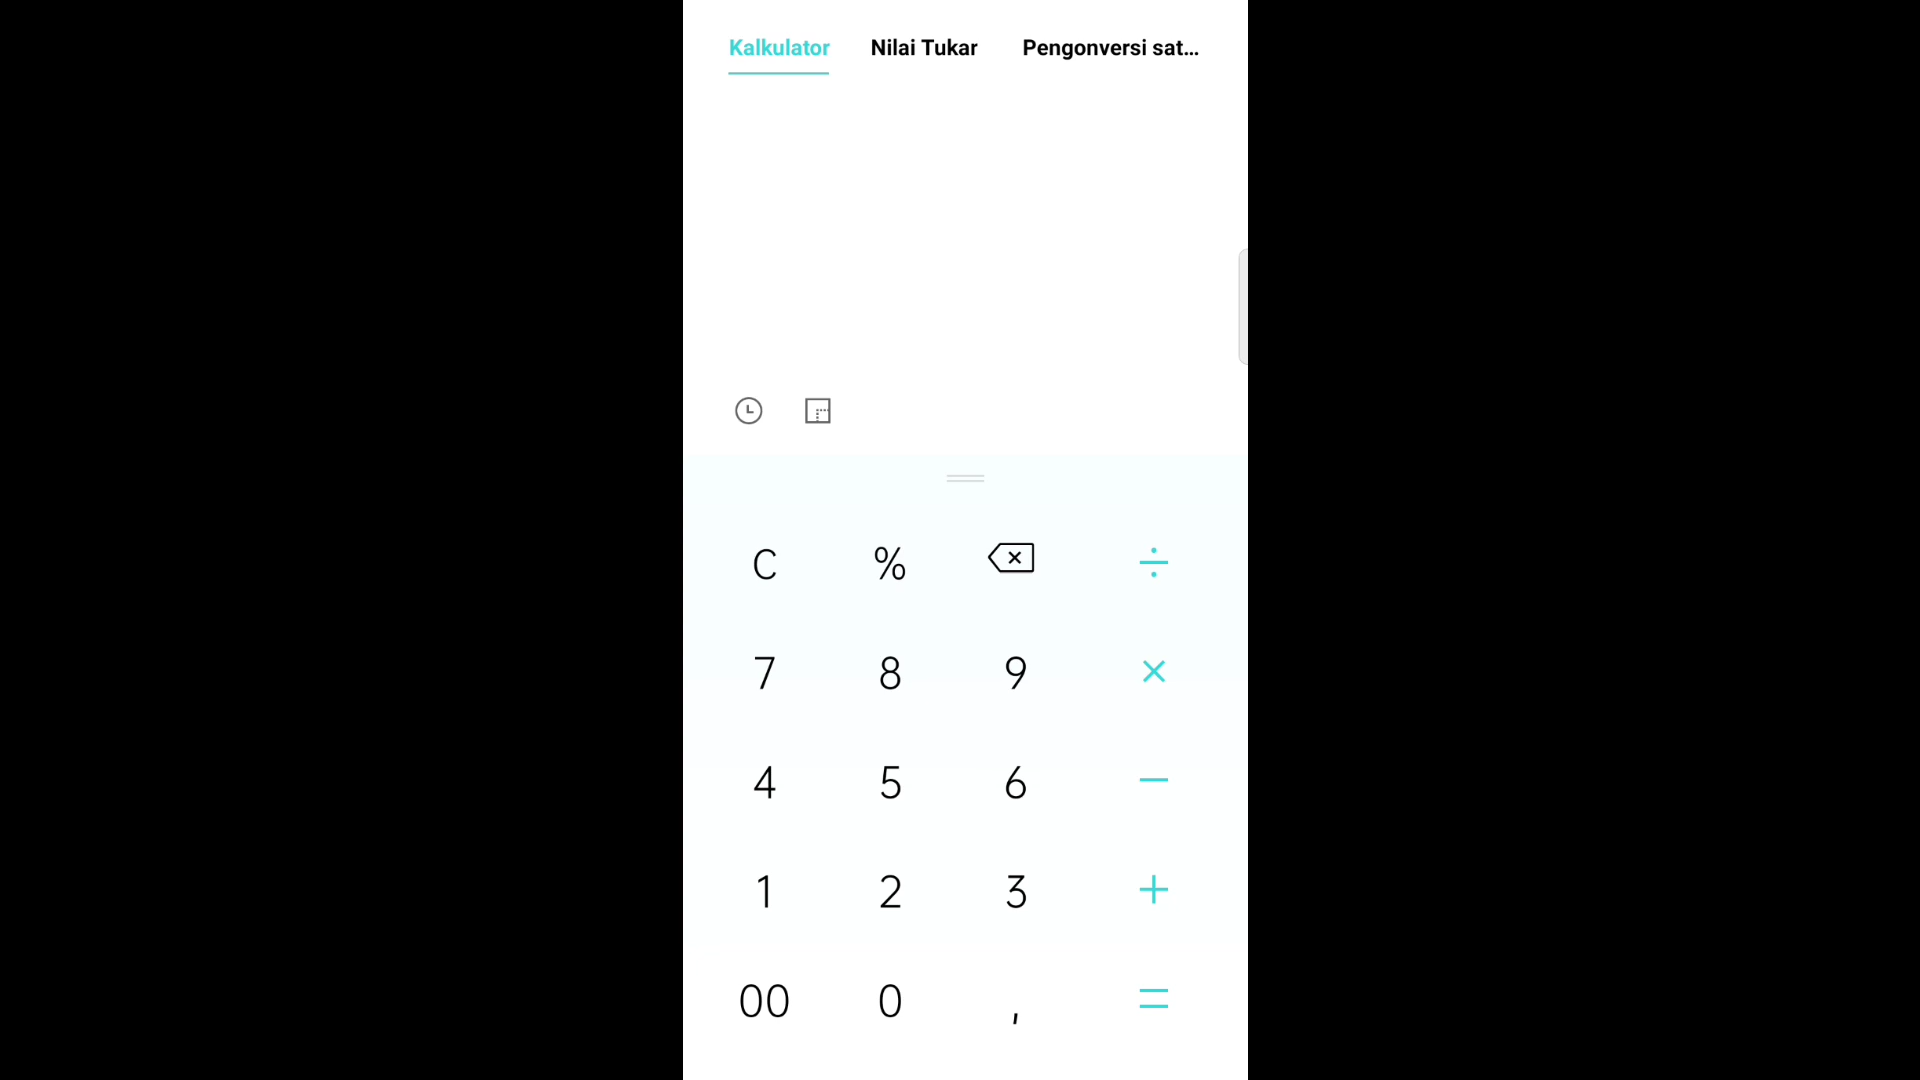 Kalkulator Nilai Tukar Pengonversi sat...
C % ÷
7 8 9 ×
4 5 6 −
1 2 3 +
00 0 , =